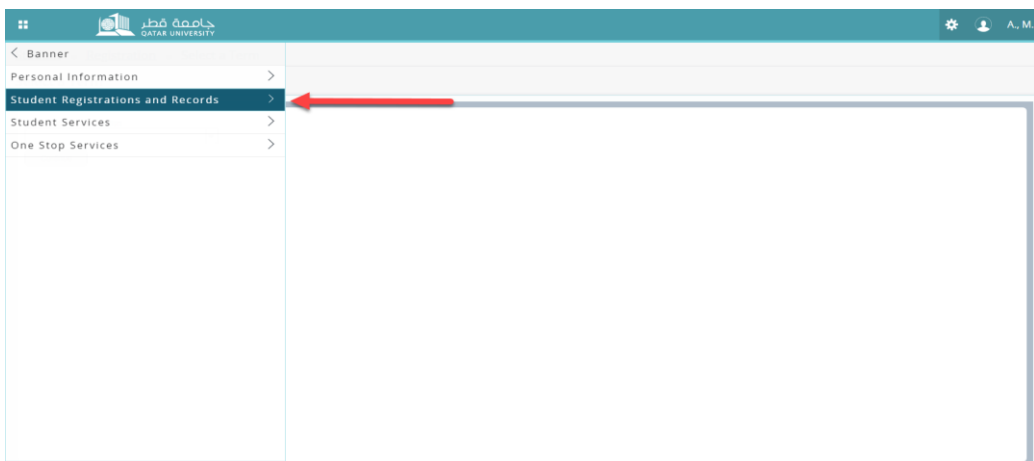 جامعة قطر
QATAR UNIVERSITY
A., M.
Banner
Personal Information
Student Registrations and Records
Student Services
One Stop Services